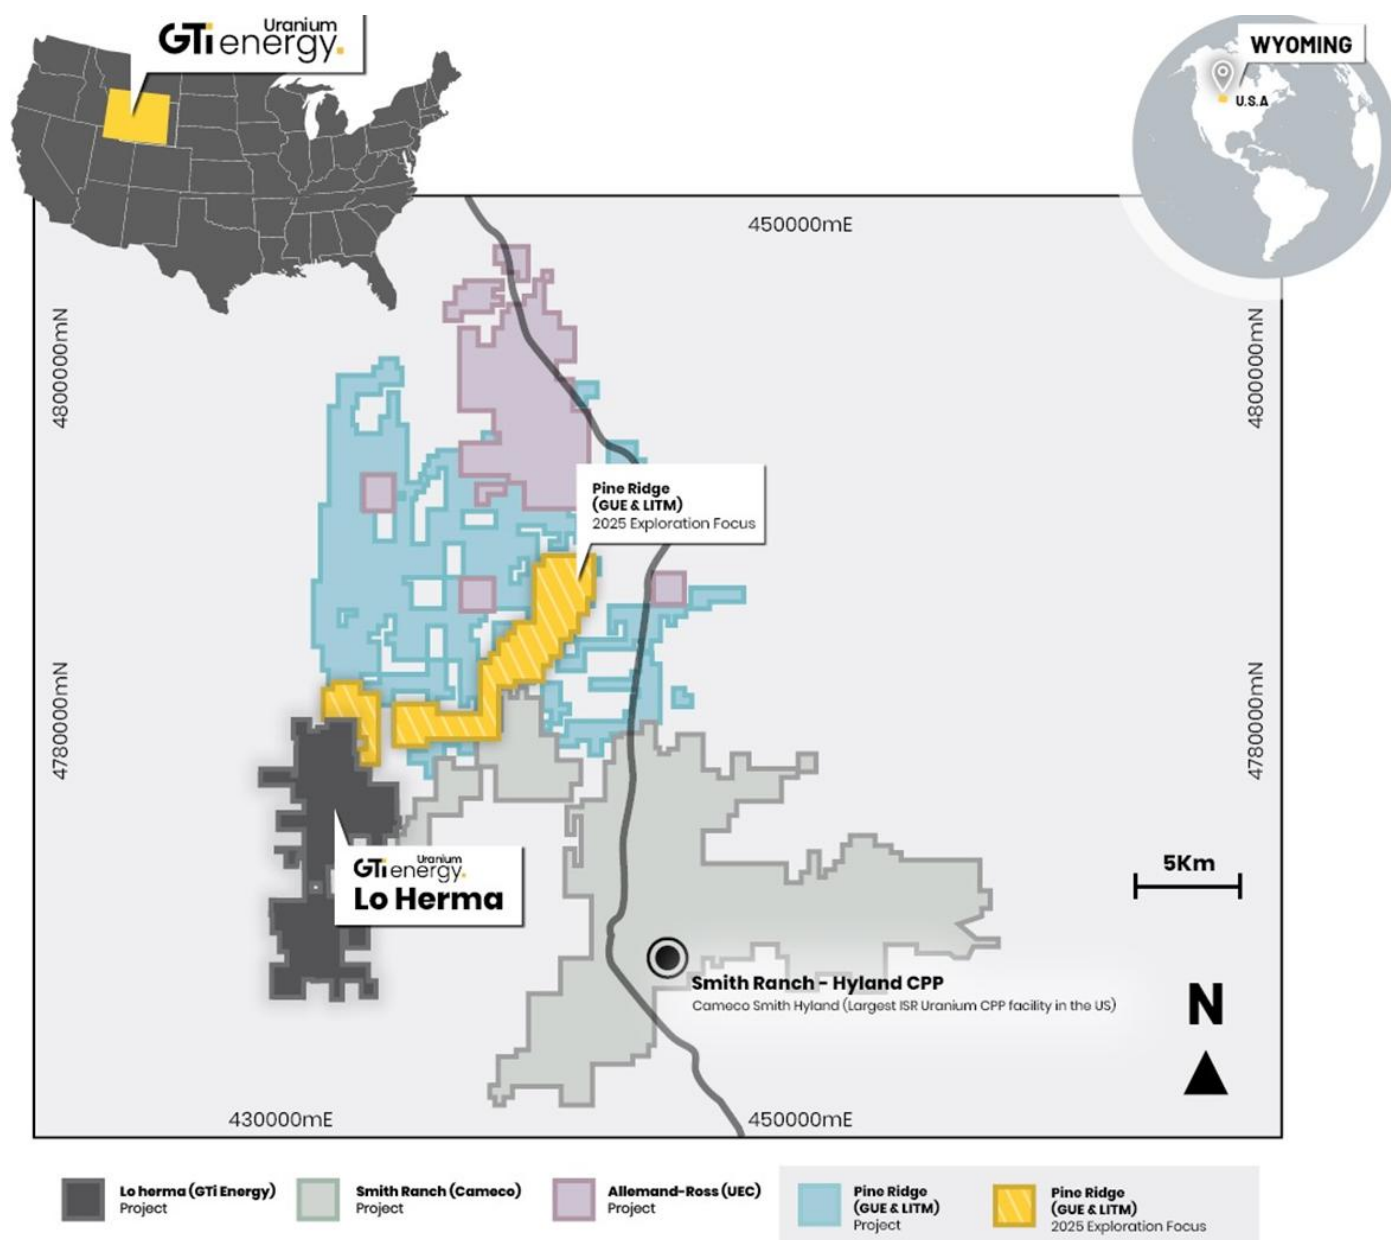 Uranium
GTi energy.
WYOMING
U.S.A
450000mE
4800000mN
4800000mN
Pine Ridge
(GUE & LITM)
2025 Exploration Focus
4780000mN
4780000mN
Uranium
GTi energy.
Lo Herma
5Km
Smith Ranch - Hyland CPP
Cameco Smith Hyland (Largest ISR Uranium CPP facility in the US)
N
430000mE
450000mE
Lo herma (GTi Energy)
Project
Smith Ranch (Cameco)
Project
Allemand-Ross (UEC)
Project
Pine Ridge
(GUE & LITM)
Project
Pine Ridge
(GUE & LITM)
2025 Exploration Focus